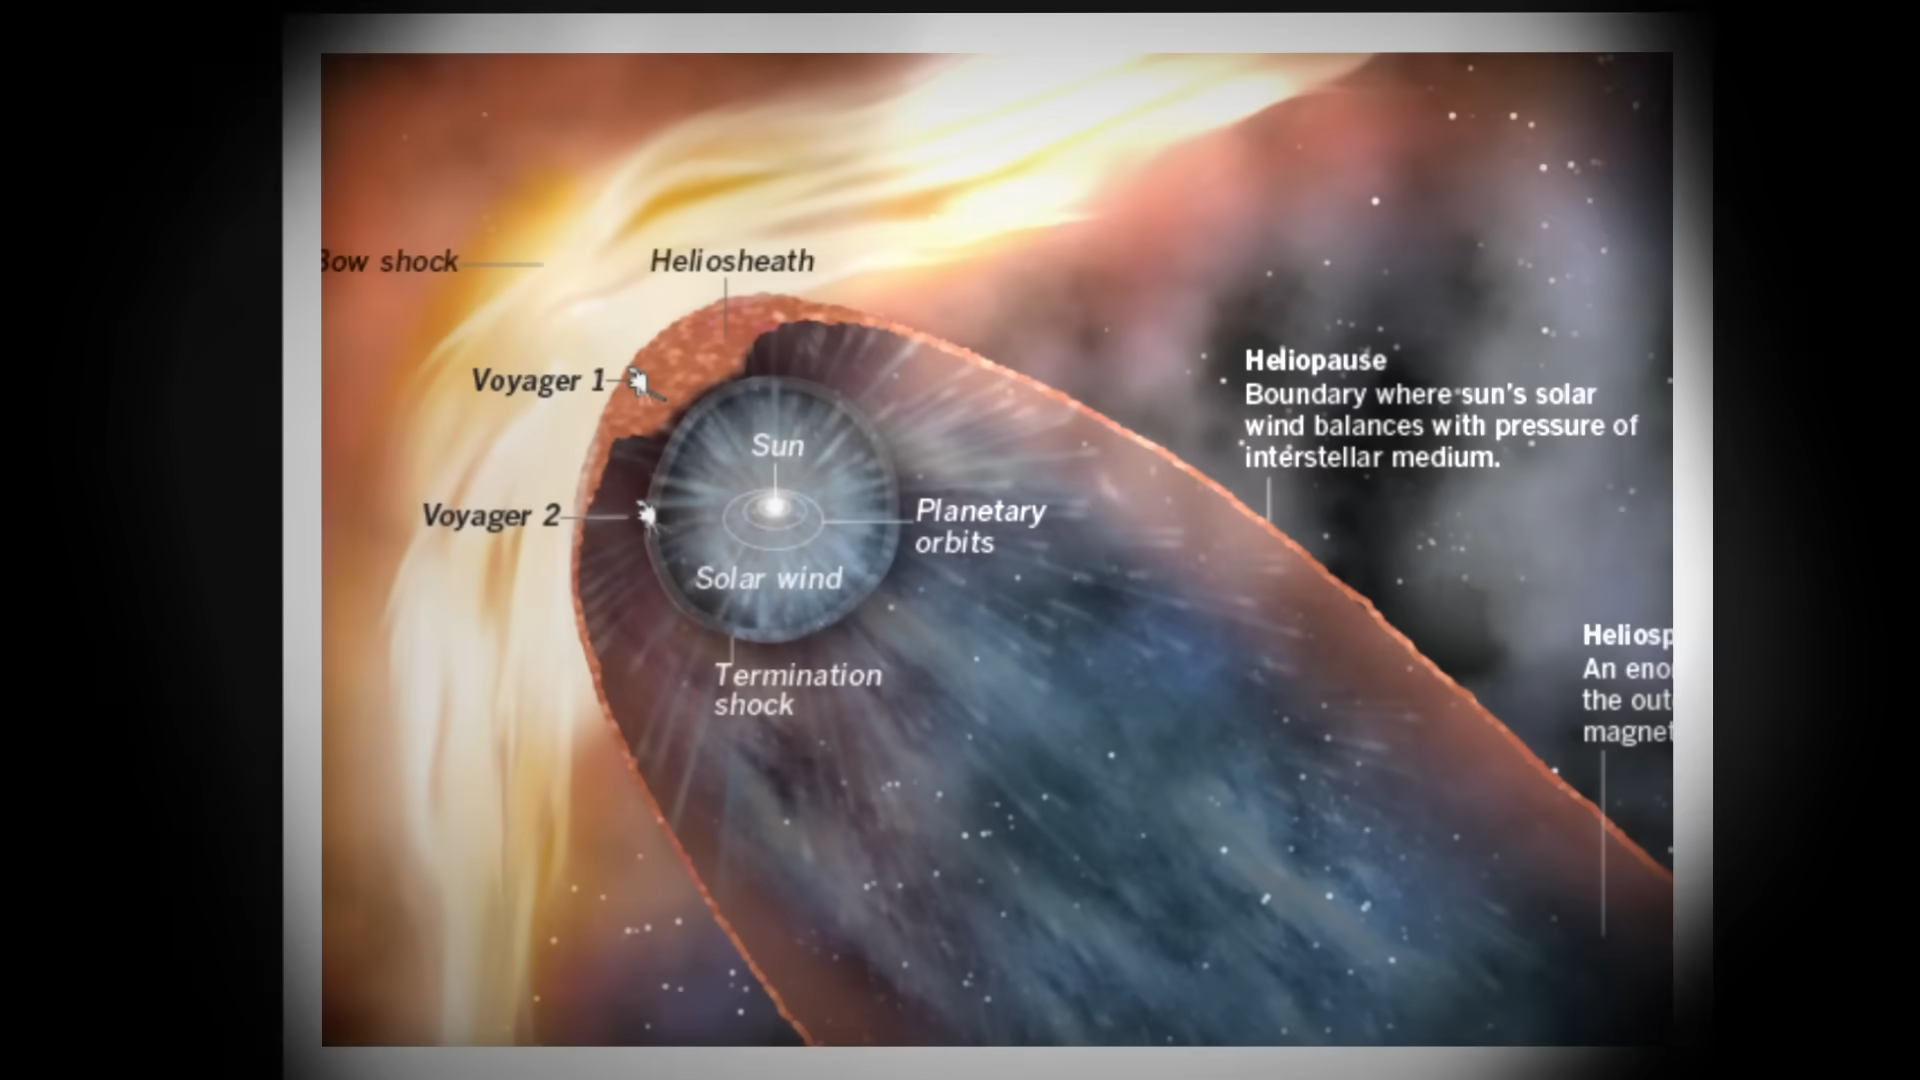 Bow shock
Heliosheath
Voyager 1
Heliopause
Boundary where sun's solar
wind balances with pressure of
interstellar medium.
Sun
Voyager 2
Planetary
orbits
Solar wind
Termination
shock
Heliosp
An eno
the out
magnet